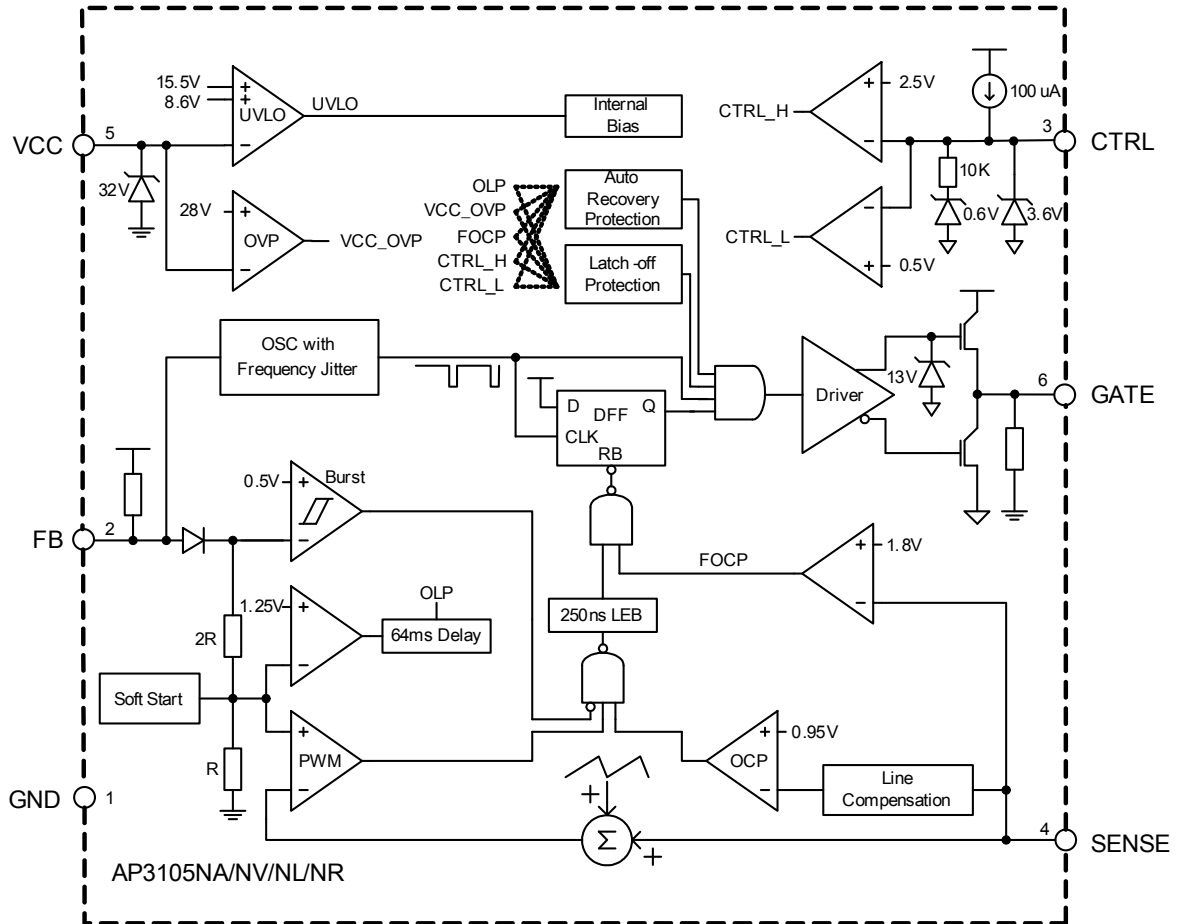 15.5V
8.6V
+
+
UVLO
−
UVLO
Internal
Bias
CTRL_H
+
2.5V
−
100 uA
VCC
5
3
CTRL
32V
28V
+
OVP
−
VCC_OVP
OLP
VCC_OVP
FOCP
CTRL_H
CTRL_L
Auto
Recovery
Protection
Latch -off
Protection
10K
0.6V
3.6V
CTRL_L
−
+
0.5V
OSC with
Frequency Jitter
D
DFF
Q
CLK
RB
Driver
13V
6
GATE
0.5V
+
Burst
−
FB
2
FOCP
+
1.8V
−
1.25V
+
−
OLP
64ms Delay
250ns LEB
2R
Soft Start
R
+
PWM
−
+
0.95V
OCP
−
Line
Compensation
GND
1
+
Σ
+
4
SENSE
AP3105NA/NV/NL/NR